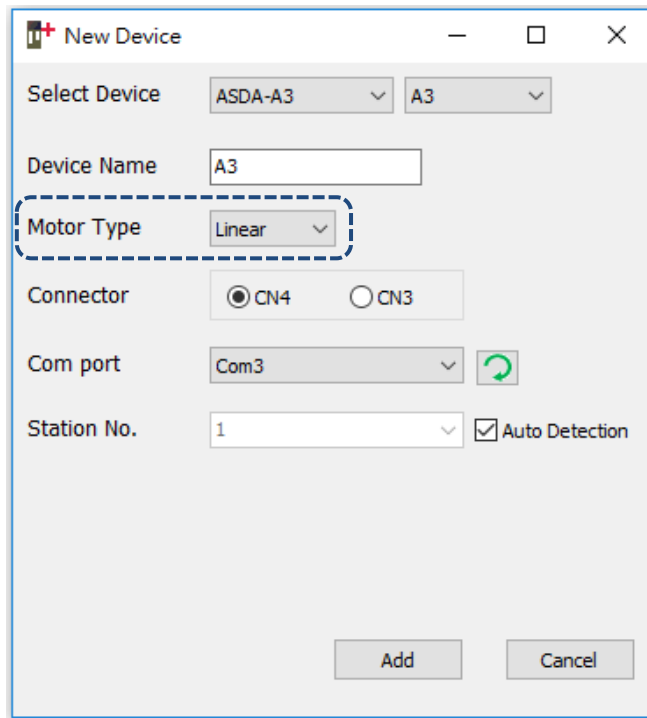 New Device
Select Device ASDA-A3 A3
Device Name A3
Motor Type Linear
Connector CN4 CN3
Com port Com3
Station No. 1 Auto Detection
Add Cancel